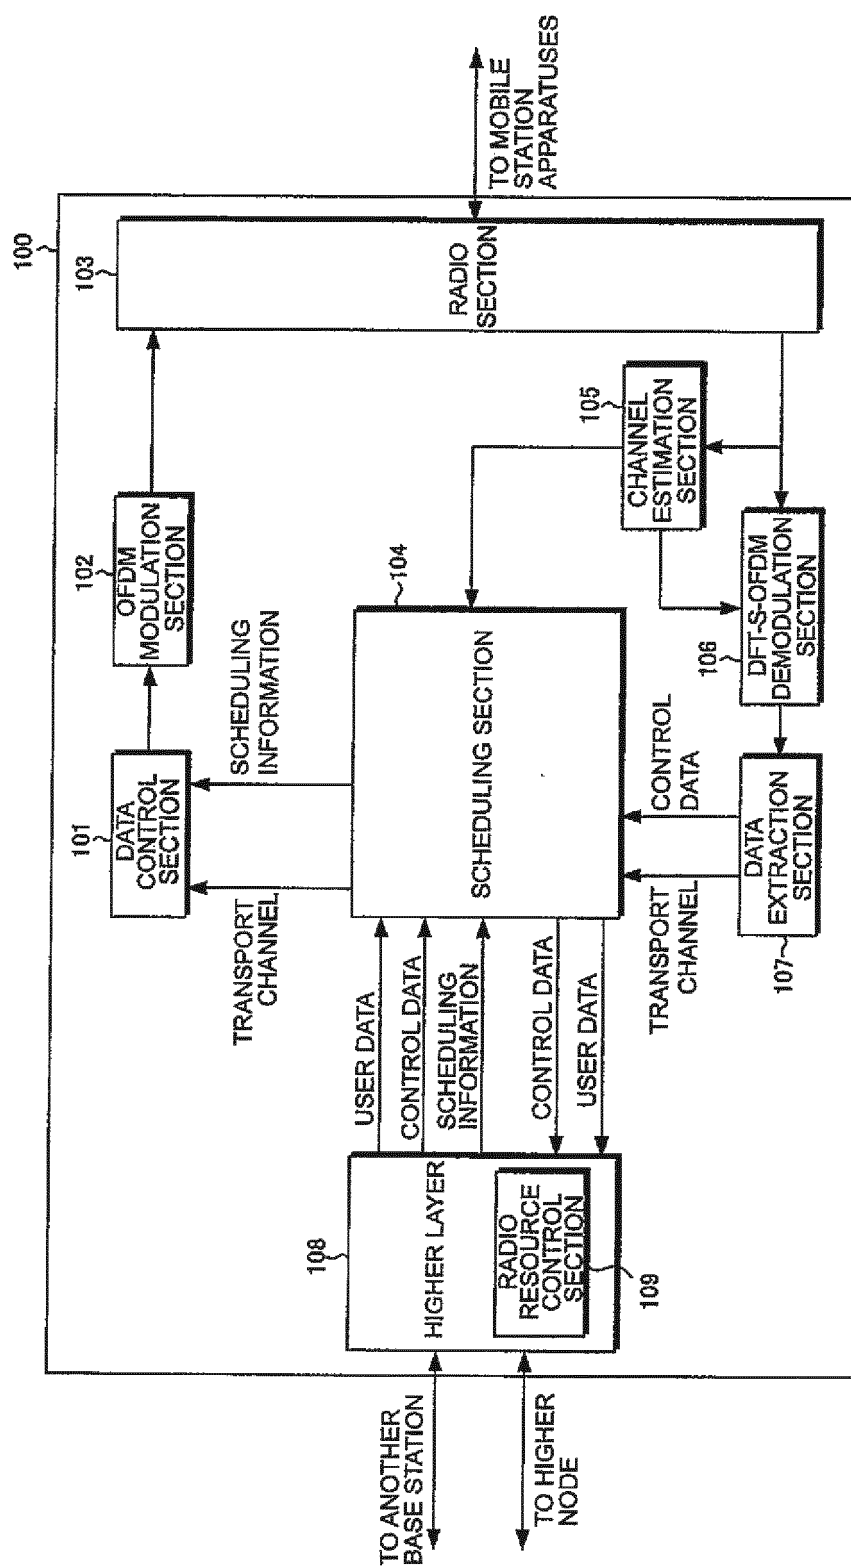 100
TO ANOTHER
BASE STATION
TO HIGHER
NODE
108
HIGHER LAYER
RADIO
RESOURCE
CONTROL
SECTION
109
USER DATA
CONTROL DATA
SCHEDULING
INFORMATION
CONTROL DATA
USER DATA
101
DATA
CONTROL
SECTION
TRANSPORT
CHANNEL
SCHEDULING
INFORMATION
102
OFDM
MODULATION
SECTION
103
RADIO
SECTION
TO MOBILE
STATION
APPARATUSES
104
SCHEDULING SECTION
105
CHANNEL
ESTIMATION
SECTION
106
DFT-S-OFDM
DEMODULATION
SECTION
TRANSPORT
CHANNEL
CONTROL
DATA
107
DATA
EXTRACTION
SECTION